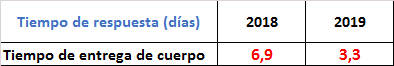 Tiempo de respuesta (días) 2018 2019
Tiempo de entrega de cuerpo 6,9 3,3